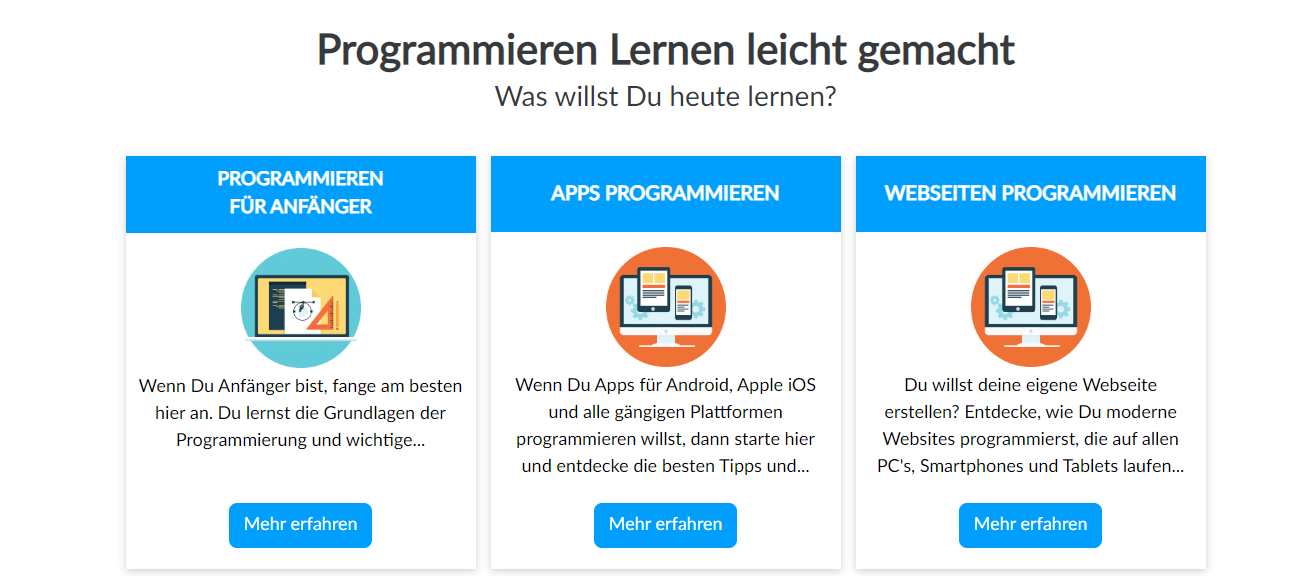 Programmieren Lernen leicht gemacht
Was willst Du heute lernen?
PROGRAMMIEREN
FÜR ANFÄNGER
Wenn Du Anfänger bist, fange am besten
hier an. Du lernst die Grundlagen der
Programmierung und wichtige...
Mehr erfahren
APPS PROGRAMMIEREN
Wenn Du Apps für Android, Apple iOS
und alle gängigen Plattformen
programmieren willst, dann starte hier
und entdecke die besten Tipps und...
Mehr erfahren
WEBSEITEN PROGRAMMIEREN
Du willst deine eigene Webseite
erstellen? Entdecke, wie Du moderne
Websites programmierst, die auf allen
PC's, Smartphones und Tablets laufen...
Mehr erfahren